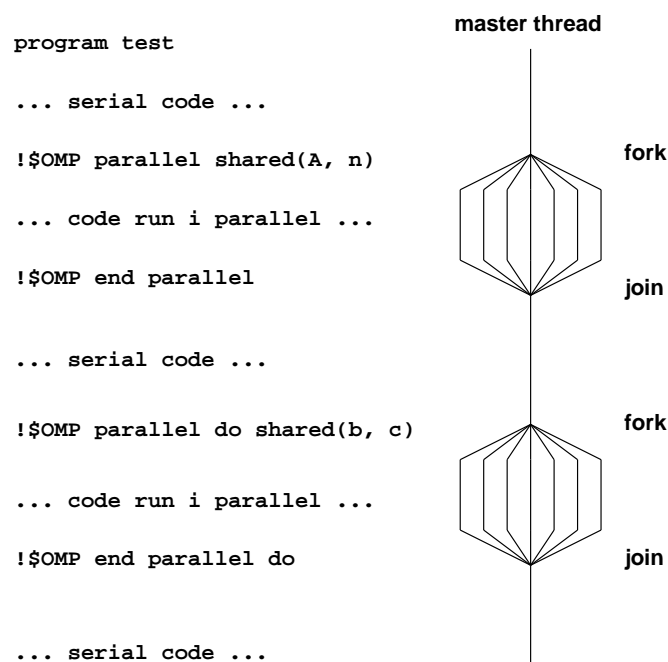 master thread
program test
... serial code ...
!$OMP parallel shared(A, n)
fork
... code run i parallel ...
!$OMP end parallel
join
... serial code ...
!$OMP parallel do shared(b, c)
fork
... code run i parallel ...
!$OMP end parallel do
join
... serial code ...